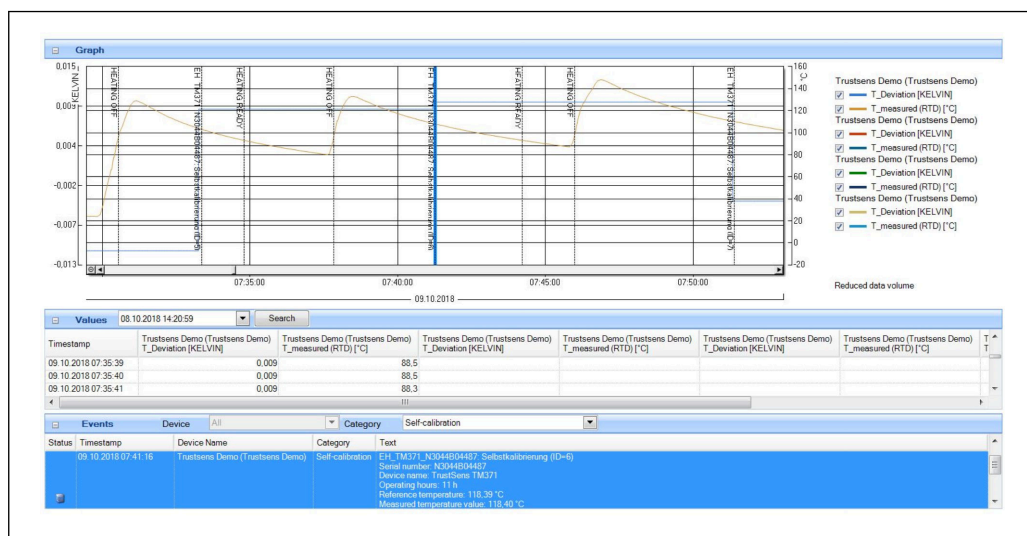 Graph
0,015
KELVIN
0,009
0,004
-0,002
-0,007
-0,013
HEATING OFF
EH_TM371_N3044B04487: Selbstkalibrierung (ID=5)
HEATING READY
HEATING OFF
EH_TM371_N3044B04487: Selbstkalibrierung (ID=6)
HEATING READY
HEATING OFF
EH_TM371_N3044B04487: Selbstkalibrierung (ID=7)
160
°C
140
120
100
80
60
40
20
0
-20
07:35:00
07:40:00
07:45:00
07:50:00
09.10.2018
Trustsens Demo (Trustsens Demo)
T_Deviation [KELVIN]
T_measured (RTD) [°C]
Trustsens Demo (Trustsens Demo)
T_Deviation [KELVIN]
T_measured (RTD) [°C]
Trustsens Demo (Trustsens Demo)
T_Deviation [KELVIN]
T_measured (RTD) [°C]
Trustsens Demo (Trustsens Demo)
T_Deviation [KELVIN]
T_measured (RTD) [°C]
Reduced data volume
Values 08.10.2018 14:20:59 Search
Timestamp
Trustsens Demo (Trustsens Demo)
T_Deviation [KELVIN]
Trustsens Demo (Trustsens Demo)
T_measured (RTD) [°C]
Trustsens Demo (Trustsens Demo)
T_Deviation [KELVIN]
Trustsens Demo (Trustsens Demo)
T_measured (RTD) [°C]
Trustsens Demo (Trustsens Demo)
T_Deviation [KELVIN]
Trustsens Demo (Trustsens Demo)
T_measured (RTD) [°C]
T
T
09.10.2018 07:35:39 0,009 88,5
09.10.2018 07:35:40 0,009 88,5
09.10.2018 07:35:41 0,009 88,3
Events Device All Category Self-calibration
Status Timestamp Device Name Category Text
09.10.2018 07:41:16 Trustsens Demo (Trustsens Demo) Self-calibration EH_TM371_N3044B04487: Selbstkalibrierung (ID=6)
Serial number: N3044B04487
Device name: TrustSens TM371
Operating hours: 11 h
Reference temperature: 118,39 °C
Measured temperature value: 118,40 °C